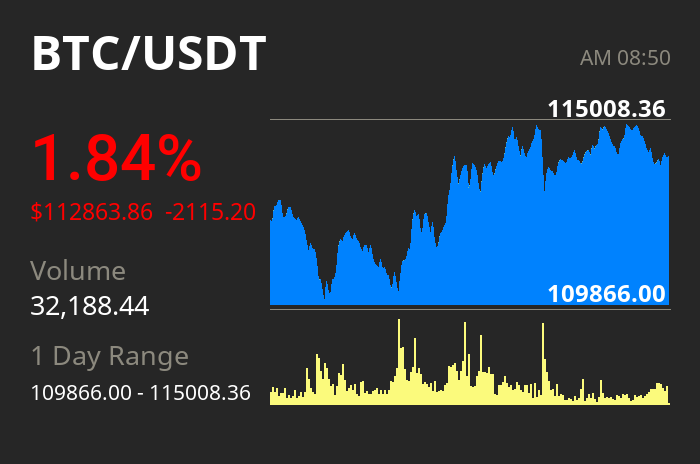 BTC/USDT
AM 08:50
115008.36
1.84%
$112863.86 -2115.20
Volume
32,188.44
109866.00
1 Day Range
109866.00 - 115008.36